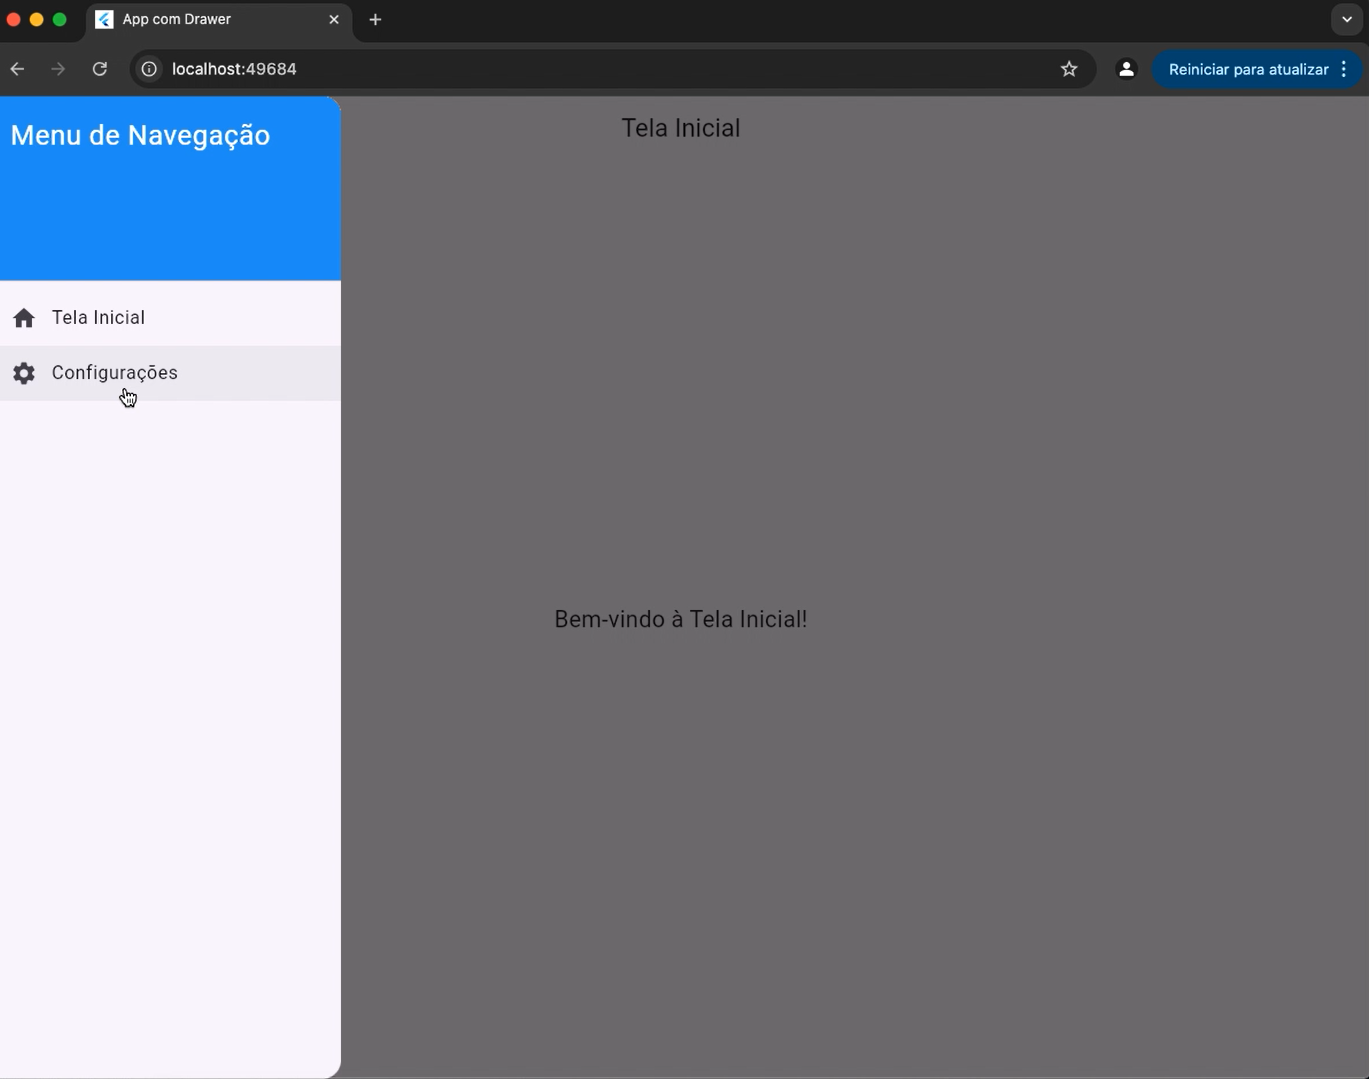 App com Drawer
localhost:49684
Reiniciar para atualizar
Menu de Navegação
Tela Inicial
Tela Inicial
Configurações
Bem-vindo à Tela Inicial!